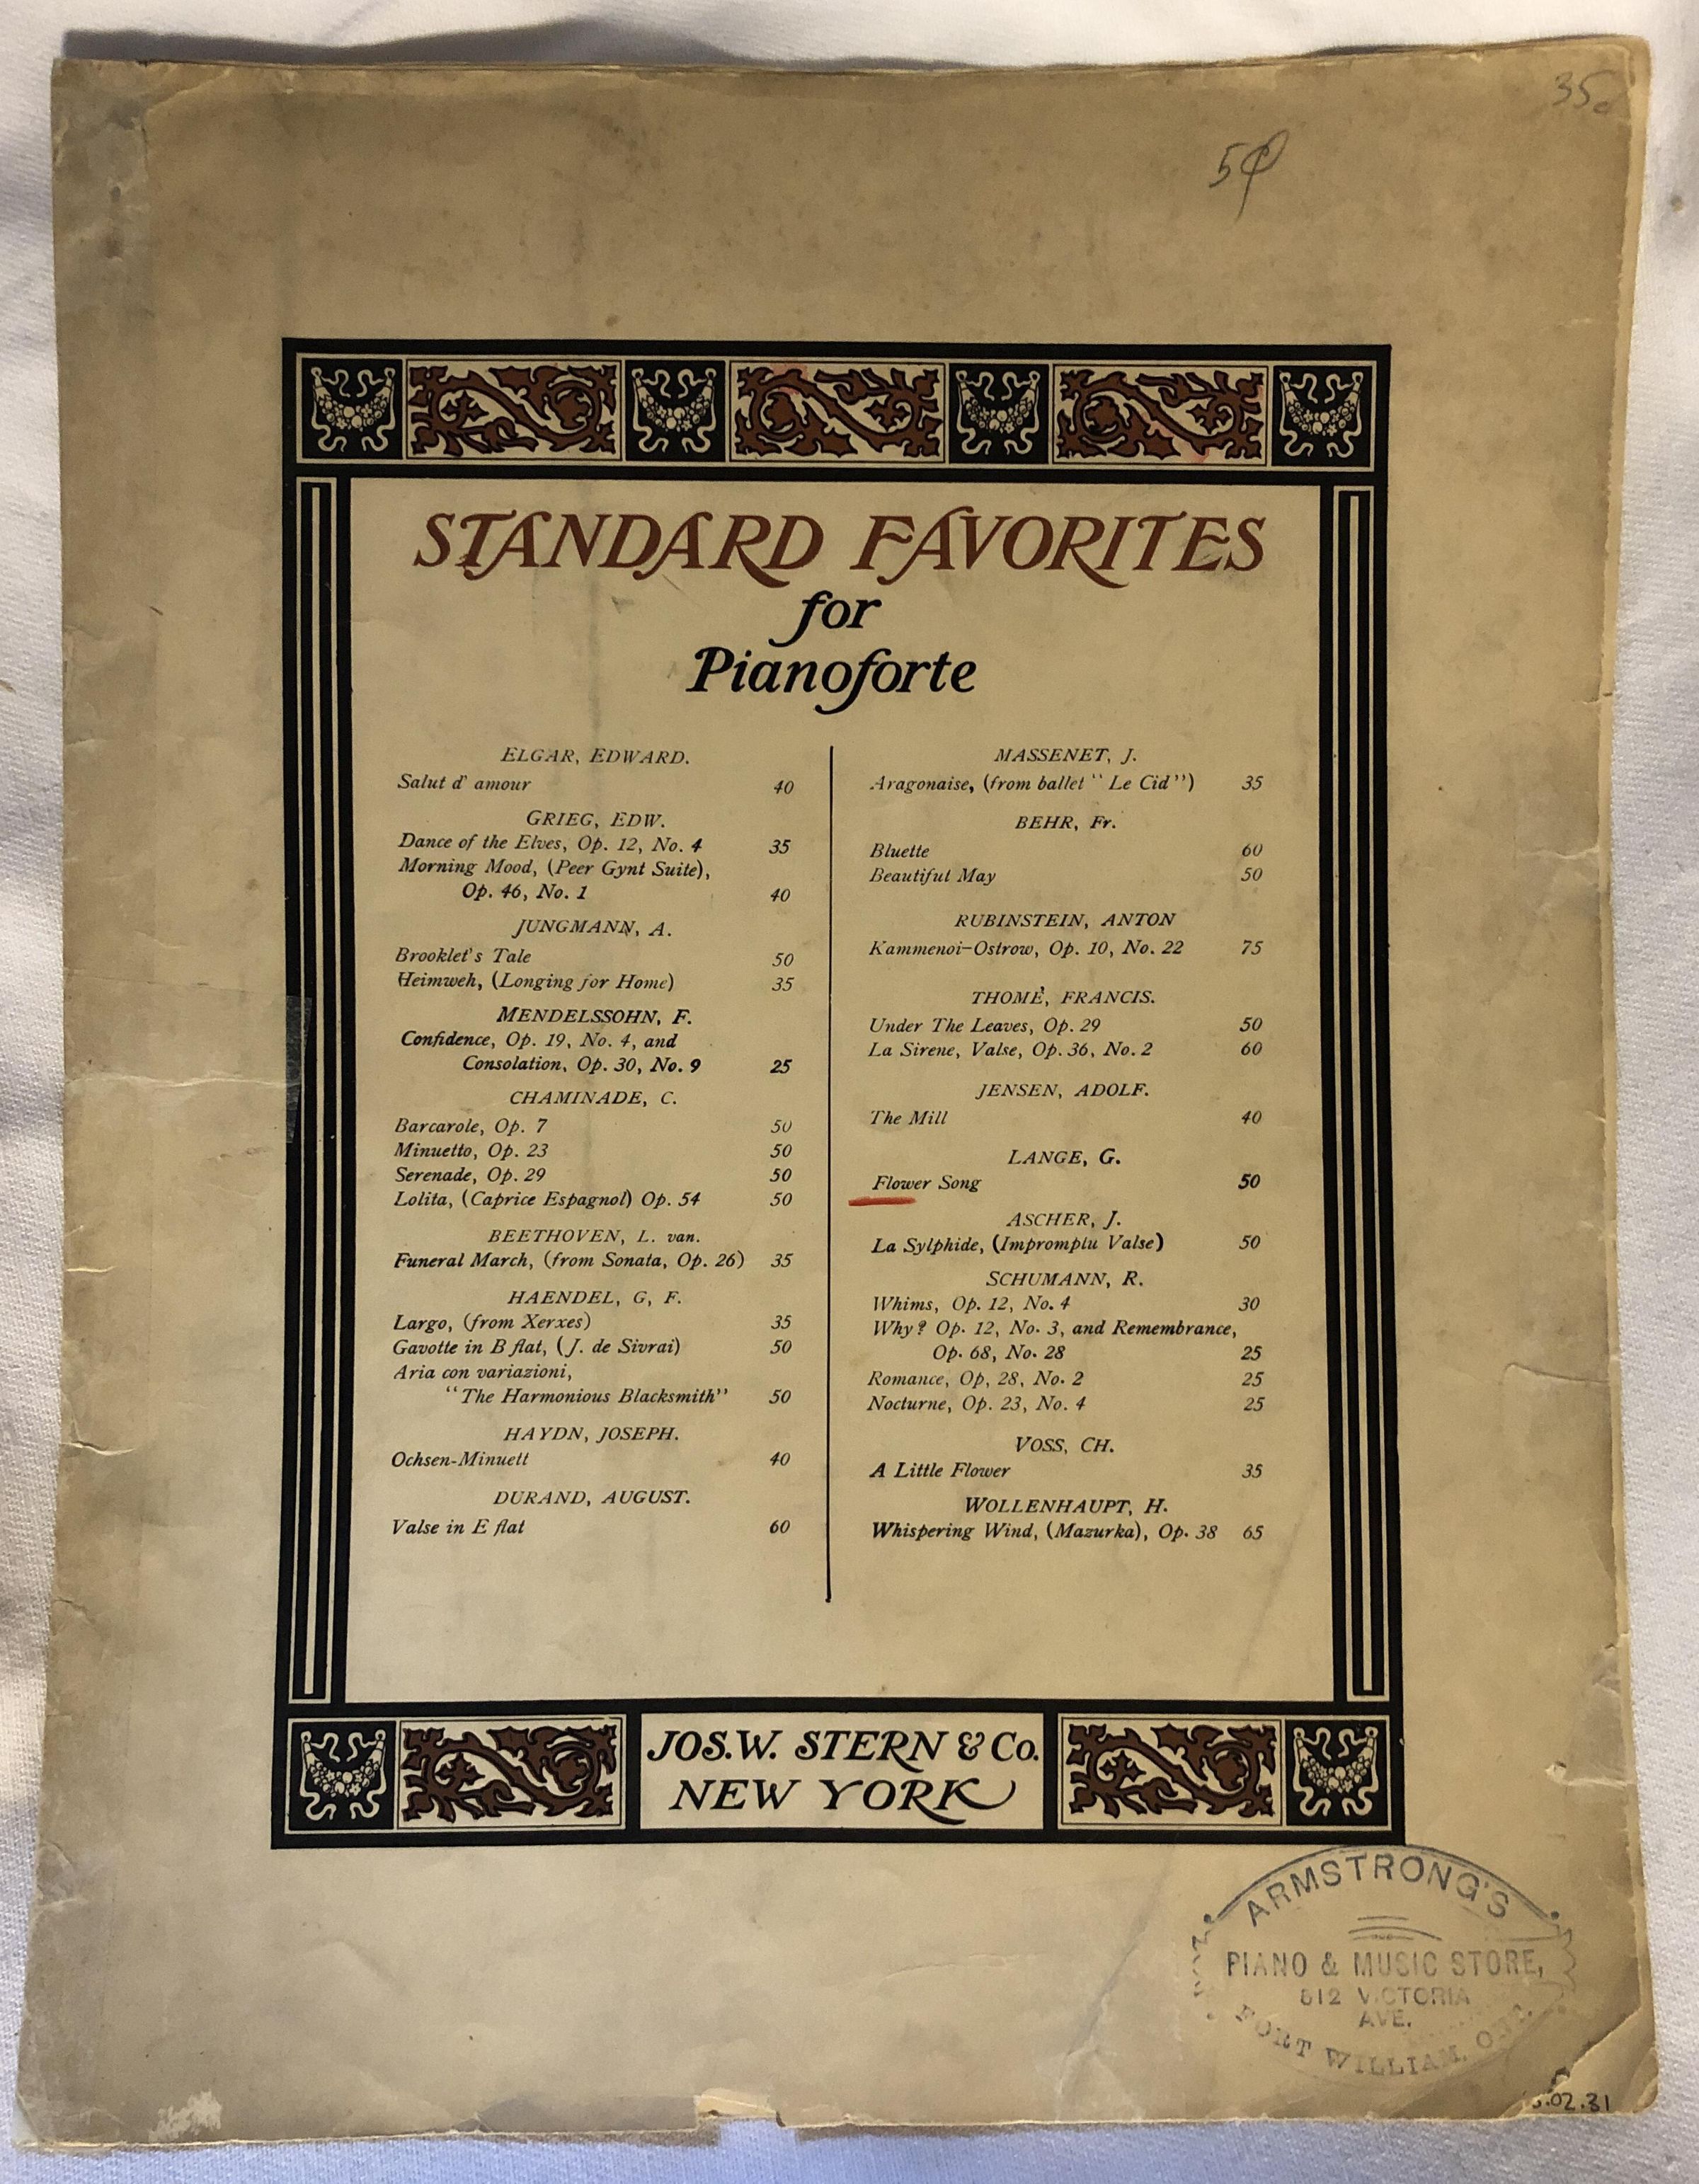 35c
5¢
STANDARD FAVORITES
for
Pianoforte
ELGAR, EDWARD.
Salut d' amour 40
GRIEG, EDW.
Dance of the Elves, Op. 12, No. 4 35
Morning Mood, (Peer Gynt Suite),
Op. 46, No. 1 40
JUNGMANN, A.
Brooklet's Tale 50
Heimweh, (Longing for Home) 35
MENDELSSOHN, F.
Confidence, Op. 19, No. 4, and
Consolation, Op. 30, No. 9 25
CHAMINADE, C.
Barcarole, Op. 7 50
Minuetto, Op. 23 50
Serenade, Op. 29 50
Lolita, (Caprice Espagnol) Op. 54 50
BEETHOVEN, L. van.
Funeral March, (from Sonata, Op. 26) 35
HAENDEL, G, F.
Largo, (from Xerxes) 35
Gavotte in B flat, (J. de Sivrai) 50
Aria con variazioni,
"The Harmonious Blacksmith" 50
HAYDN, JOSEPH.
Ochsen-Minuett 40
DURAND, AUGUST.
Valse in E flat 60
MASSENET, J.
Aragonaise, (from ballet "Le Cid") 35
BEHR, Fr.
Bluette 60
Beautiful May 50
RUBINSTEIN, ANTON
Kammenoi-Ostrow, Op. 10, No. 22 75
THOMÈ, FRANCIS.
Under The Leaves, Op. 29 50
La Sirene, Valse, Op. 36, No. 2 60
JENSEN, ADOLF.
The Mill 40
LANGE, G.
Flower Song 50
ASCHER, J.
La Sylphide, (Impromptu Valse) 50
SCHUMANN, R.
Whims, Op. 12, No. 4 30
Why? Op. 12, No. 3, and Remembrance,
Op. 68, No. 28 25
Romance, Op, 28, No. 2 25
Nocturne, Op. 23, No. 4 25
VOSS, CH.
A Little Flower 35
WOLLENHAUPT, H.
Whispering Wind, (Mazurka), Op. 38 65
JOS. W. STERN & Co.
NEW YORK
ARMSTRONG'S
PIANO & MUSIC STORE,
812 VICTORIA
AVE.
FORT WILLIAM, ONT.
.02.31